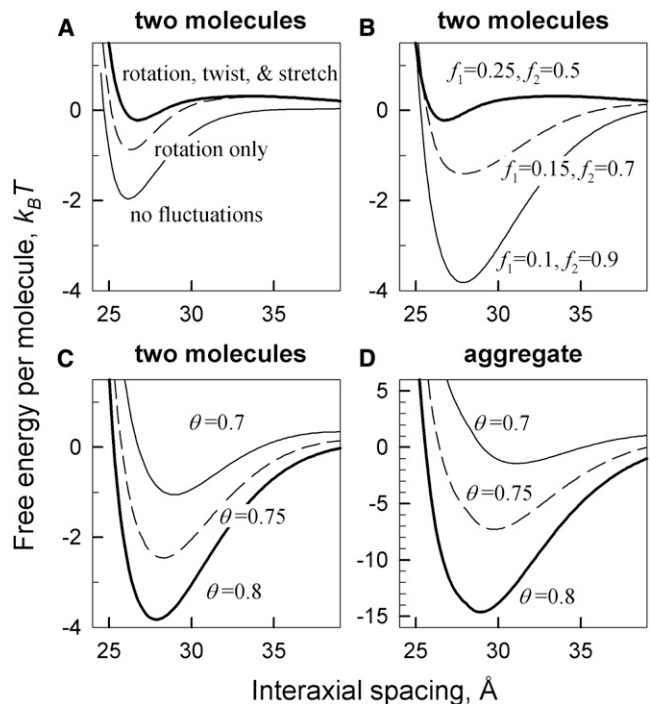 A two molecules
rotation, twist, & stretch
rotation only
no fluctuations
0
-2
-4
25 30 35
B two molecules
f₁=0.25, f₂=0.5
f₁=0.15, f₂=0.7
f₁=0.1, f₂=0.9
0
-2
-4
25 30 35
C two molecules
θ=0.7
θ=0.75
θ=0.8
0
-2
-4
25 30 35
D aggregate
θ=0.7
θ=0.75
θ=0.8
5
0
-5
-10
-15
25 30 35
Free energy per molecule, k_BT
Interaxial spacing, Å